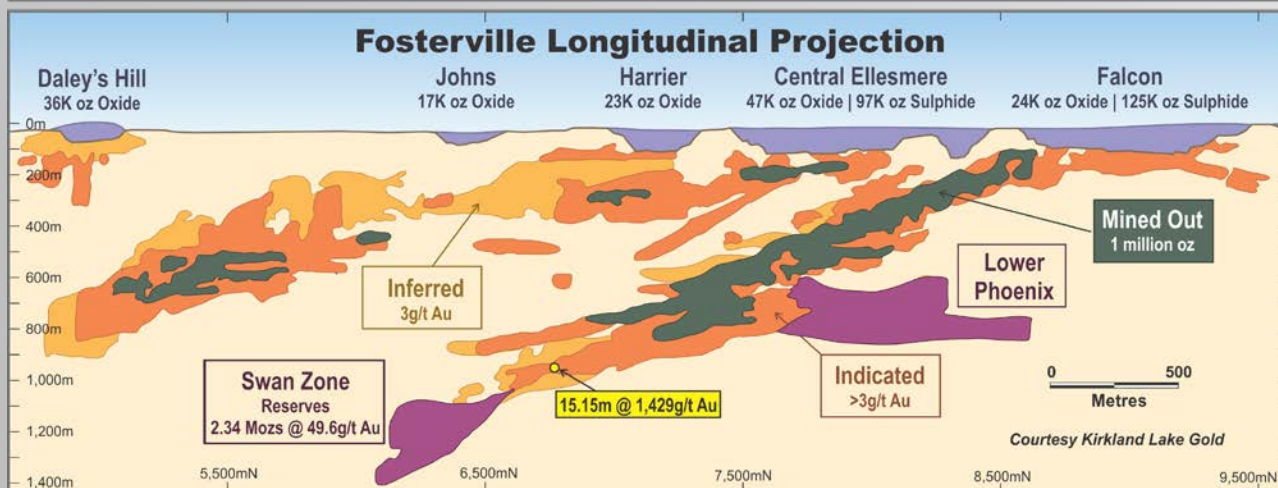 Fosterville Longitudinal Projection
Daley's Hill
36K oz Oxide
Johns
17K oz Oxide
Harrier
23K oz Oxide
Central Ellesmere
47K oz Oxide | 97K oz Sulphide
Falcon
24K oz Oxide | 125K oz Sulphide
0m
200m
400m
600m
800m
1,000m
1,200m
1,400m
Mined Out
1 million oz
Inferred
3g/t Au
Lower
Phoenix
Swan Zone
Reserves
2.34 Mozs @ 49.6g/t Au
15.15m @ 1,429g/t Au
Indicated
>3g/t Au
0 500
Metres
Courtesy Kirkland Lake Gold
5,500mN
6,500mN
7,500mN
8,500mN
9,500mN